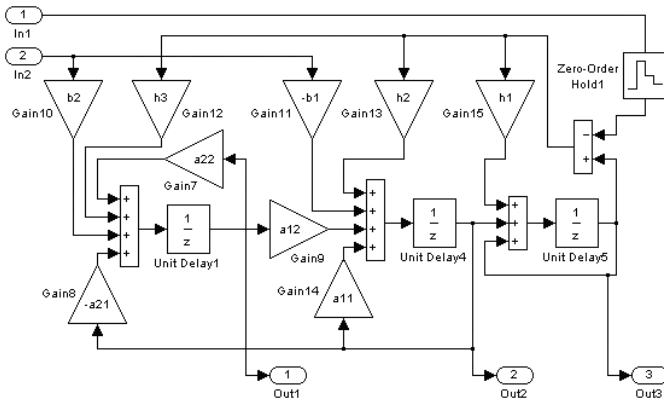 1
In1
2
In2
Zero-Order
Hold1
b2
Gain10
h3
Gain12
-b1
Gain11
h2
Gain13
h1
Gain15
−
+
a22
Gain7
+
+
+
+
1
z
Unit Delay1
a12
Gain9
+
+
+
+
1
z
Unit Delay4
+
+
+
1
z
Unit Delay5
-a21
Gain8
a11
Gain14
1
Out1
2
Out2
3
Out3